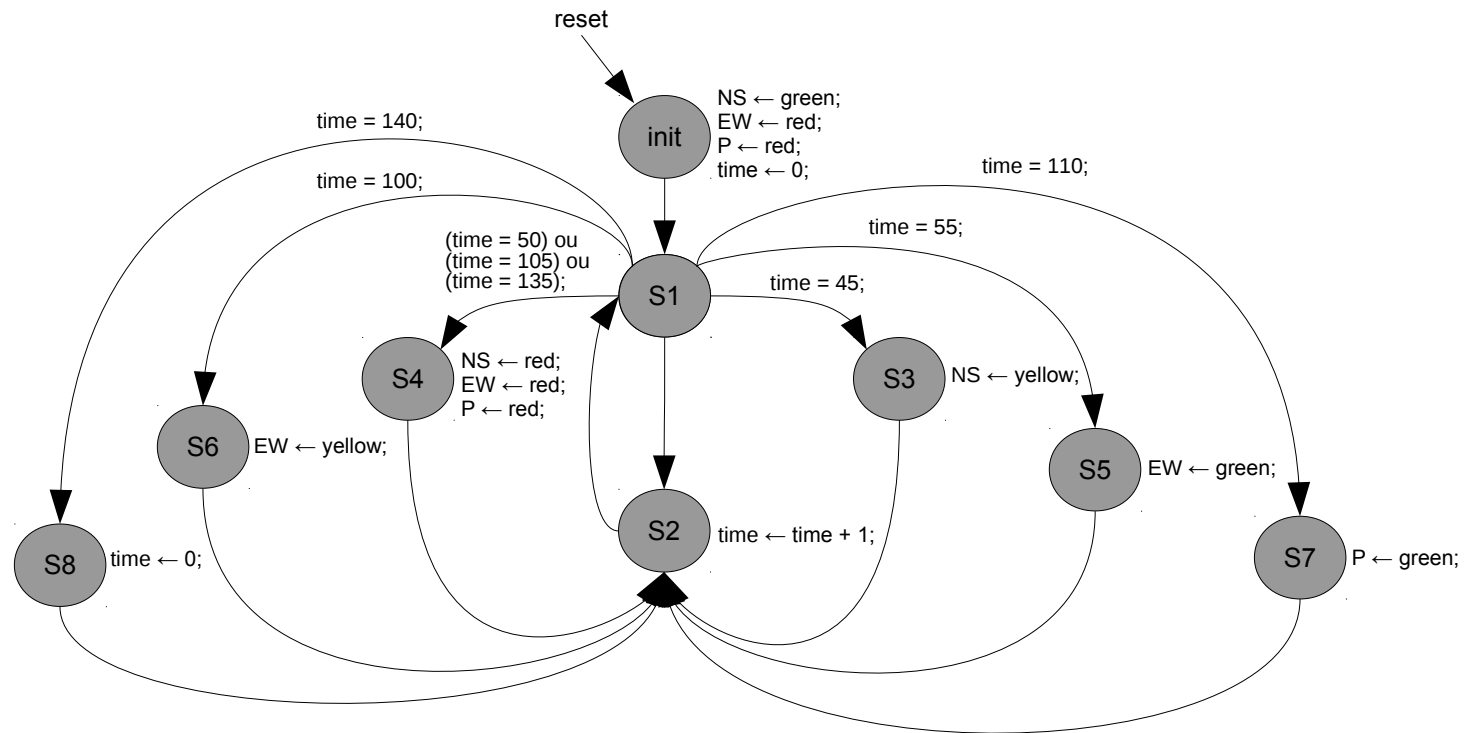 reset
init
NS ← green;
EW ← red;
P ← red;
time ← 0;
time = 140;
time = 110;
time = 100;
time = 55;
(time = 50) ou
(time = 105) ou
(time = 135);
S1
time = 45;
S4
NS ← red;
EW ← red;
P ← red;
S3
NS ← yellow;
S6
EW ← yellow;
S5
EW ← green;
S2
time ← time + 1;
S8
time ← 0;
S7
P ← green;